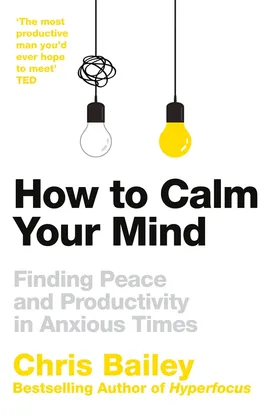 'The most
productive
man you'd
ever hope
to meet'
TED
How to Calm
Your Mind
Finding Peace
and Productivity
in Anxious Times
Chris Bailey
Bestselling Author of Hyperfocus